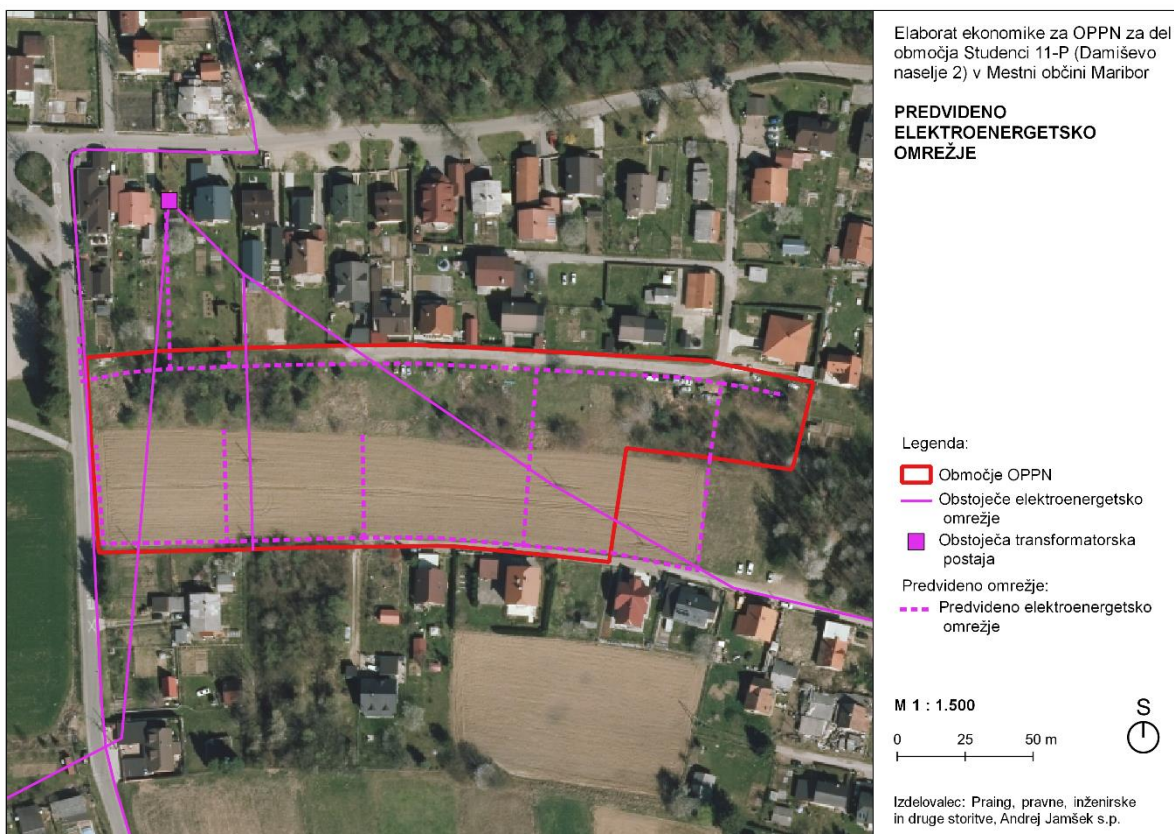 Elaborat ekonomike za OPPN za del
območja Studenci 11-P (Damiševo
naselje 2) v Mestni občini Maribor
PREDVIDENO
ELEKTROENERGETSKO
OMREŽJE
Legenda:
Območje OPPN
Obstoječe elektroenergetsko
omrežje
Obstoječa transformatorska
postaja
Predvideno omrežje:
Predvideno elektroenergetsko
omrežje
M 1 : 1.500
S
0 25 50 m
Izdelovalec: Praing, pravne, inženirske
in druge storitve, Andrej Jamšek s.p.